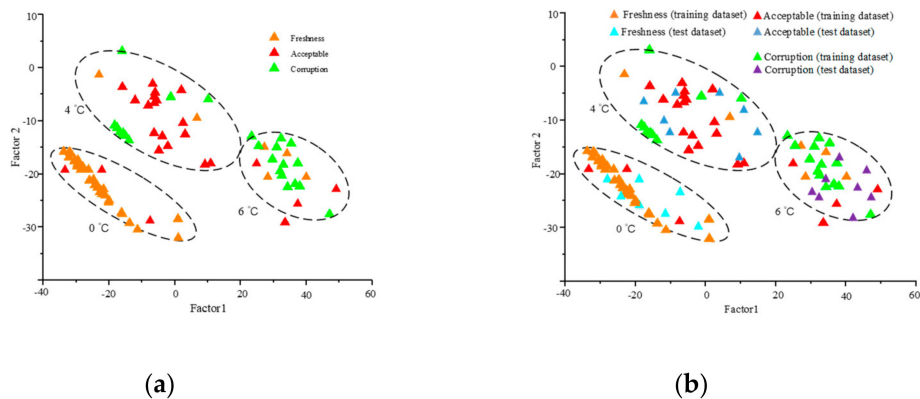 10
0
-10
-20
-30
-40
-20
0
20
40
60
Factor 2
Factor1
Freshness
Acceptable
Corruption
4 °C
0 °C
6 °C
(a)
Freshness (training dataset)
Freshness (test dataset)
Acceptable (training dataset)
Acceptable (test dataset)
Corruption (training dataset)
Corruption (test dataset)
10
0
-10
-20
-30
-40
-20
0
20
40
60
Factor 2
Factor1
4 °C
0 °C
6 °C
(b)